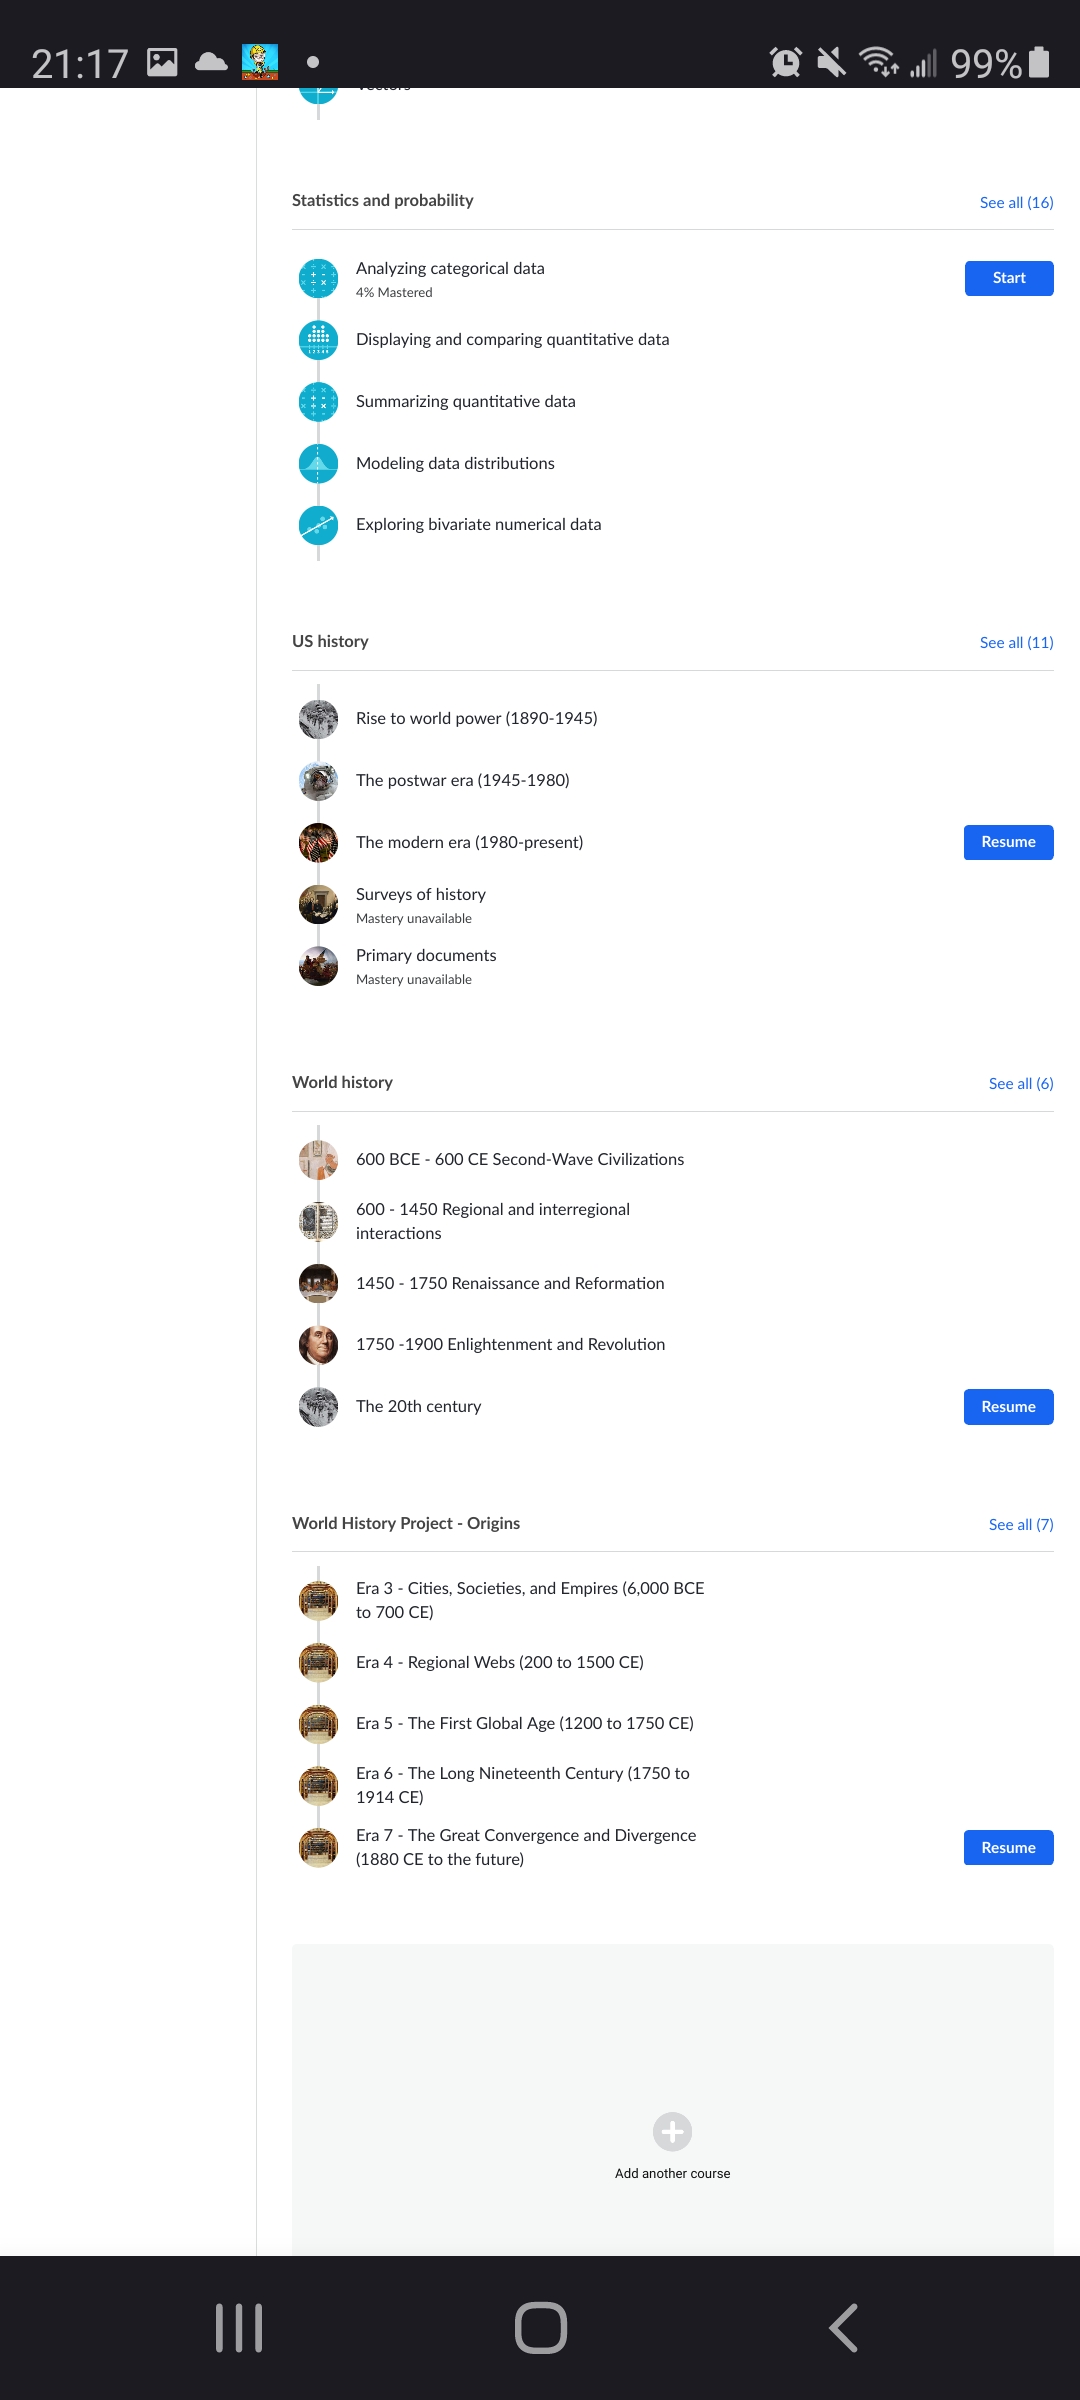 21:17
99%
Vectors
Statistics and probability
See all (16)
Analyzing categorical data
4% Mastered
Start
Displaying and comparing quantitative data
Summarizing quantitative data
Modeling data distributions
Exploring bivariate numerical data
US history
See all (11)
Rise to world power (1890-1945)
The postwar era (1945-1980)
The modern era (1980-present)
Resume
Surveys of history
Mastery unavailable
Primary documents
Mastery unavailable
World history
See all (6)
600 BCE - 600 CE Second-Wave Civilizations
600 - 1450 Regional and interregional
interactions
1450 - 1750 Renaissance and Reformation
1750 -1900 Enlightenment and Revolution
The 20th century
Resume
World History Project - Origins
See all (7)
Era 3 - Cities, Societies, and Empires (6,000 BCE
to 700 CE)
Era 4 - Regional Webs (200 to 1500 CE)
Era 5 - The First Global Age (1200 to 1750 CE)
Era 6 - The Long Nineteenth Century (1750 to
1914 CE)
Era 7 - The Great Convergence and Divergence
(1880 CE to the future)
Resume
Add another course